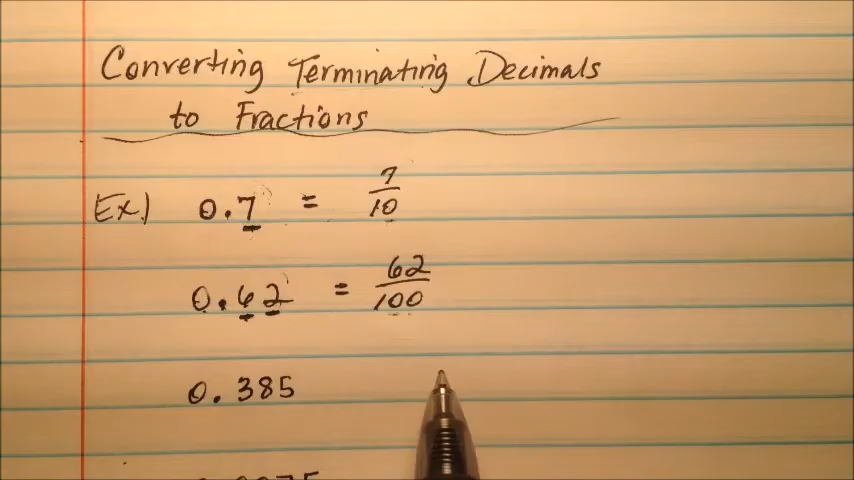 Converting Terminating Decimals
to Fractions
Ex.) 0.7 = 7/10
0.62 = 62/100
0.385